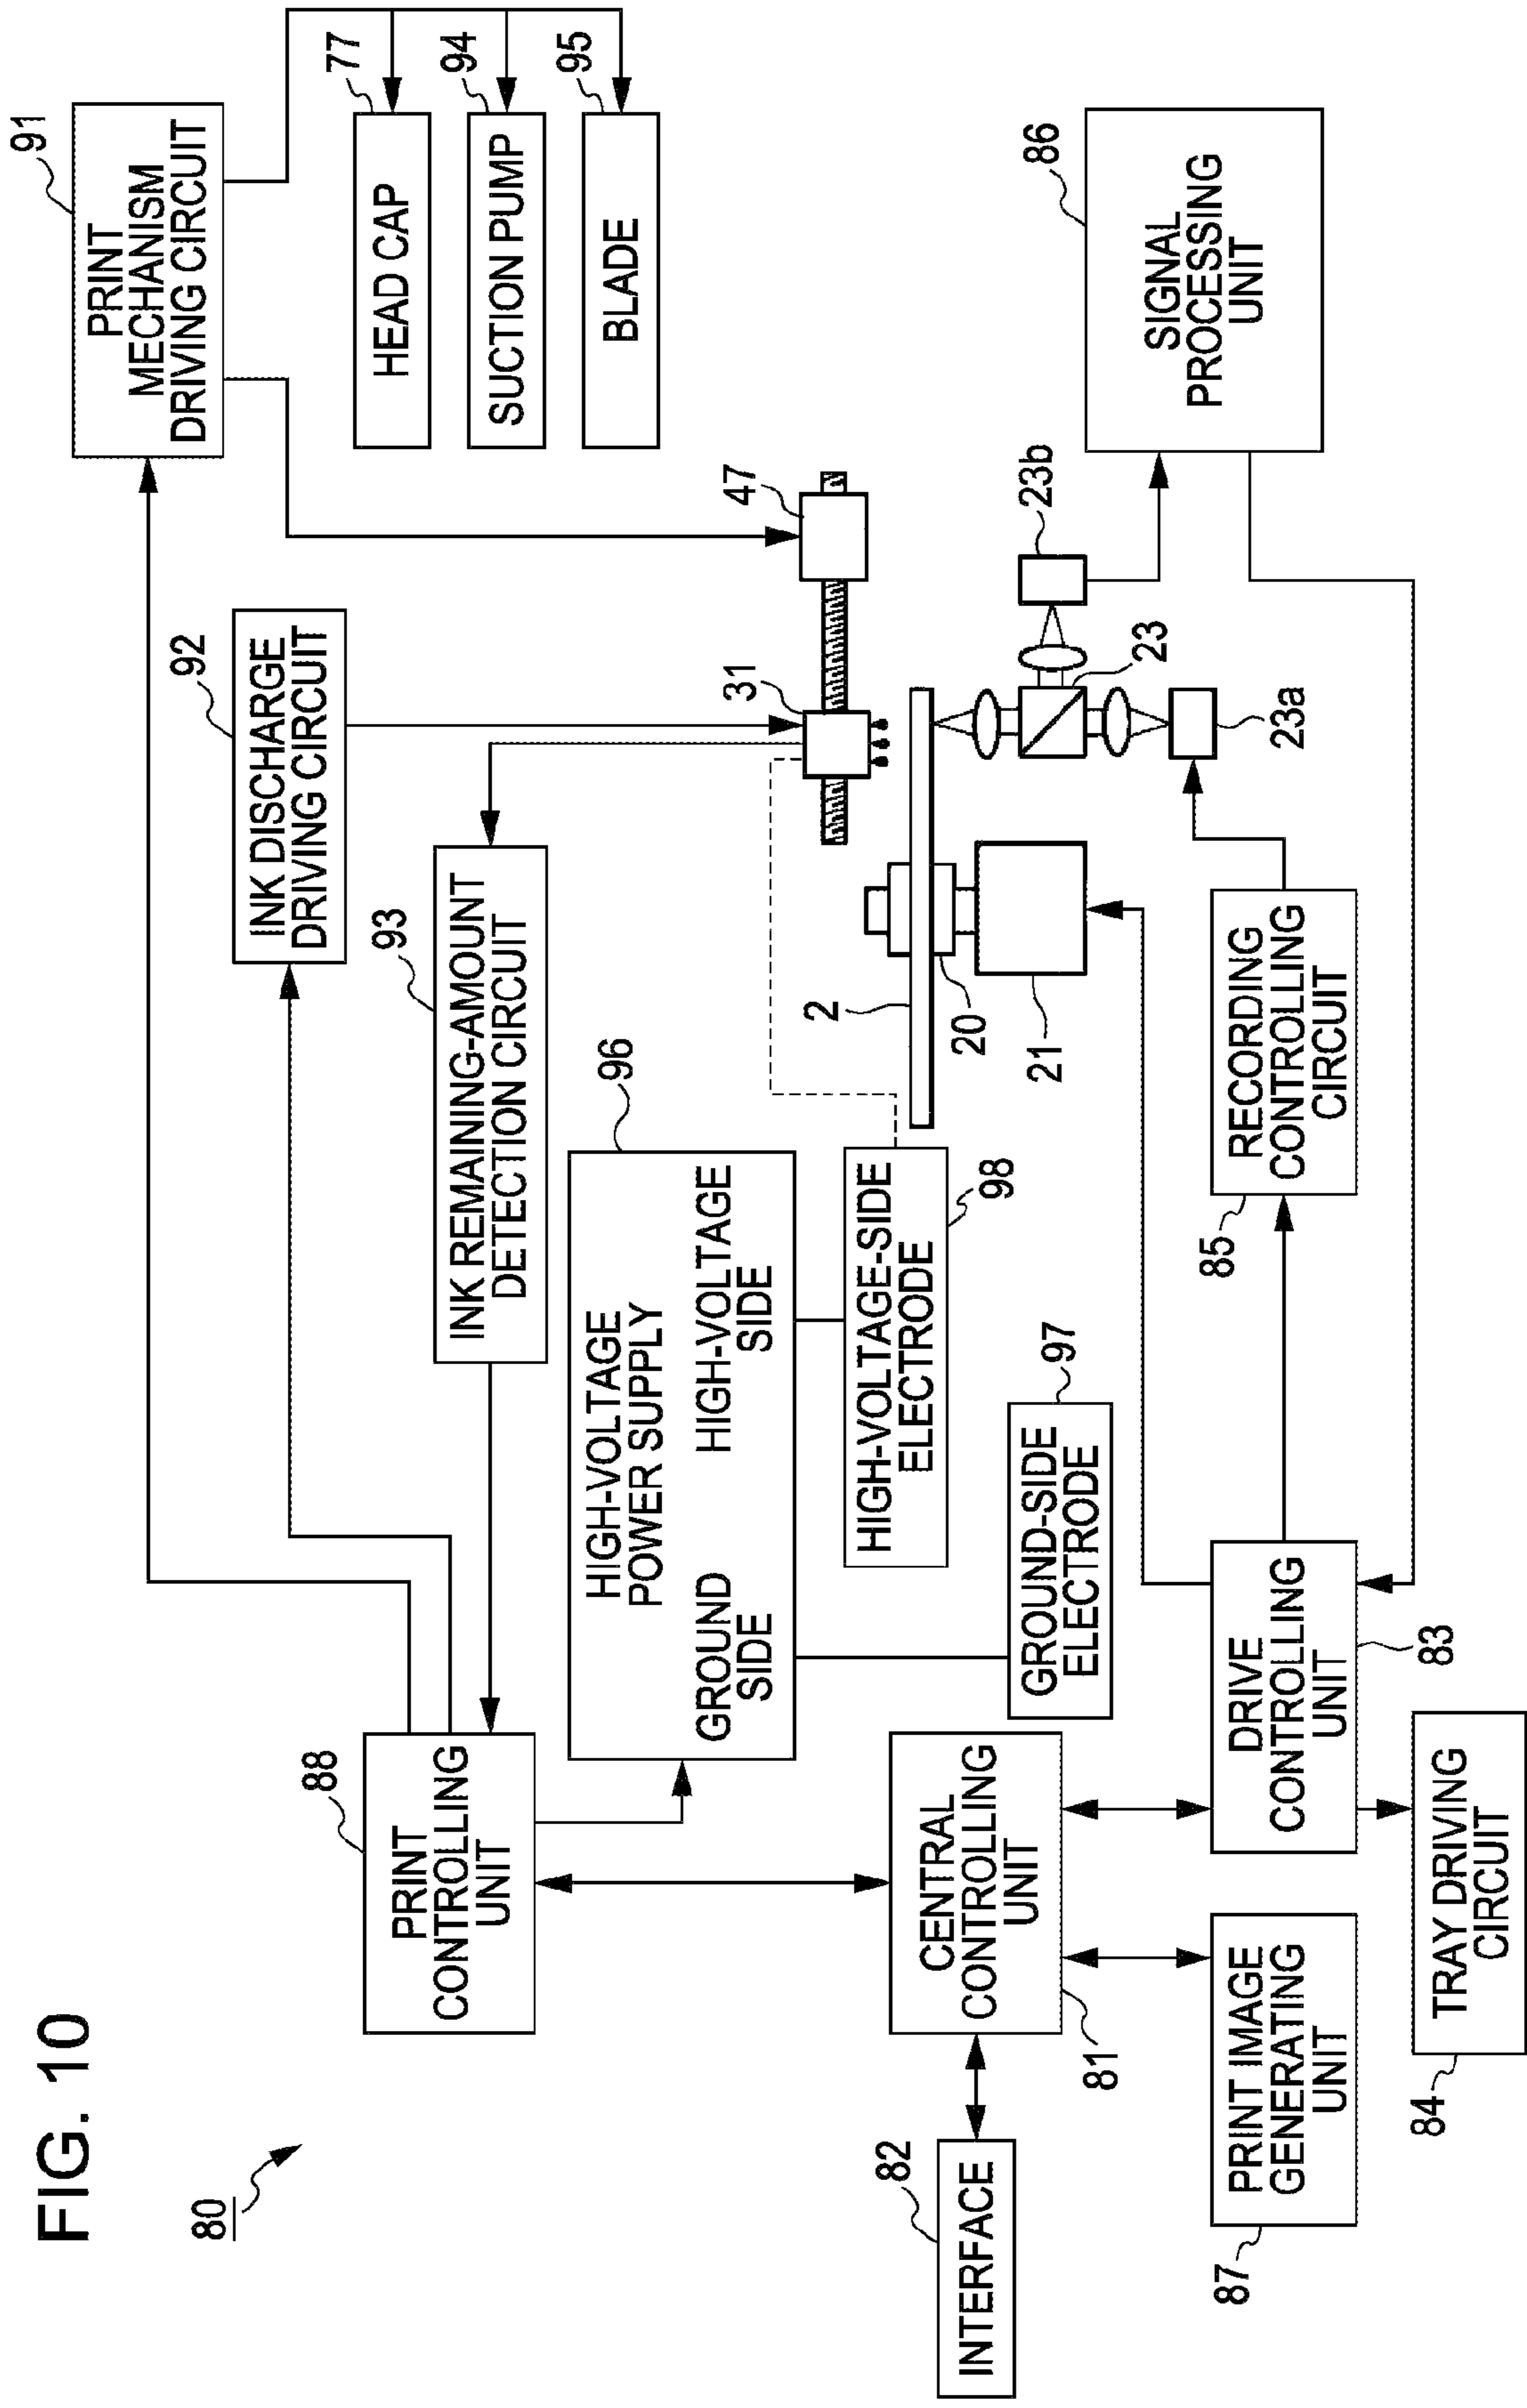 FIG. 10
80
91
PRINT
MECHANISM
DRIVING CIRCUIT
77
HEAD CAP
94
SUCTION PUMP
95
BLADE
92
INK DISCHARGE
DRIVING CIRCUIT
93
INK REMAINING-AMOUNT
DETECTION CIRCUIT
88
PRINT
CONTROLLING
UNIT
96
HIGH-VOLTAGE
POWER SUPPLY
GROUND
SIDE
HIGH-VOLTAGE
SIDE
31
47
HIGH-VOLTAGE-SIDE
ELECTRODE
98
2
20
21
GROUND-SIDE
ELECTRODE
97
23
23a
23b
86
SIGNAL
PROCESSING
UNIT
82
INTERFACE
CENTRAL
CONTROLLING
UNIT
81
87
PRINT IMAGE
GENERATING
UNIT
DRIVE
CONTROLLING
UNIT
83
85
RECORDING
CONTROLLING
CIRCUIT
84
TRAY DRIVING
CIRCUIT